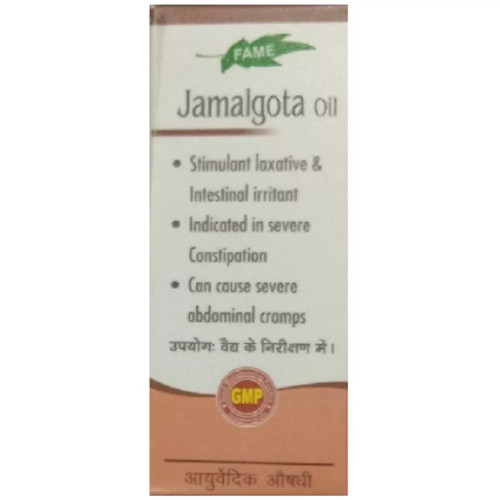 FAME
Jamalgota Oil
• Stimulant laxative &
Intestinal irritant
• Indicated in severe
Constipation
• Can cause severe
abdominal cramps
उपयोगः वैद्य के निरीक्षण में।
GMP
आयुर्वेदिक औषधी